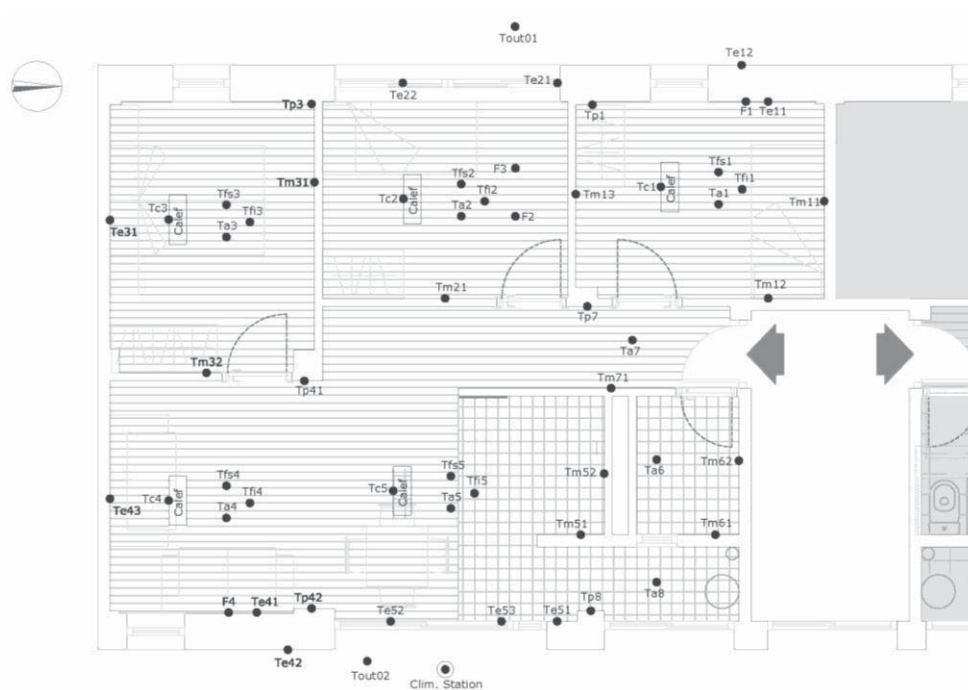 Tout01
Te12
Te22
Te21
Tp3
Tp1
F1
Te11
Tm31
Tfs3
Tc3
Tfi3
Te31
Ta3
Calef
Tfs2
F3
Tc2
Tfi2
Ta2
F2
Calef
Tm13
Tfs1
Tc1
Tfi1
Ta1
Calef
Tm11
Tm21
Tm12
Tp7
Ta7
Tm32
Tp41
Tm71
Tfs4
Tc4
Tfi4
Te43
Ta4
Calef
Tfs5
Tc5
Tfi5
Ta5
Calef
Tm52
Ta6
Tm62
Tm51
Tm61
Ta8
F4
Te41
Tp42
Te52
Te53
Te51
Tp8
Te42
Tout02
Clim. Station